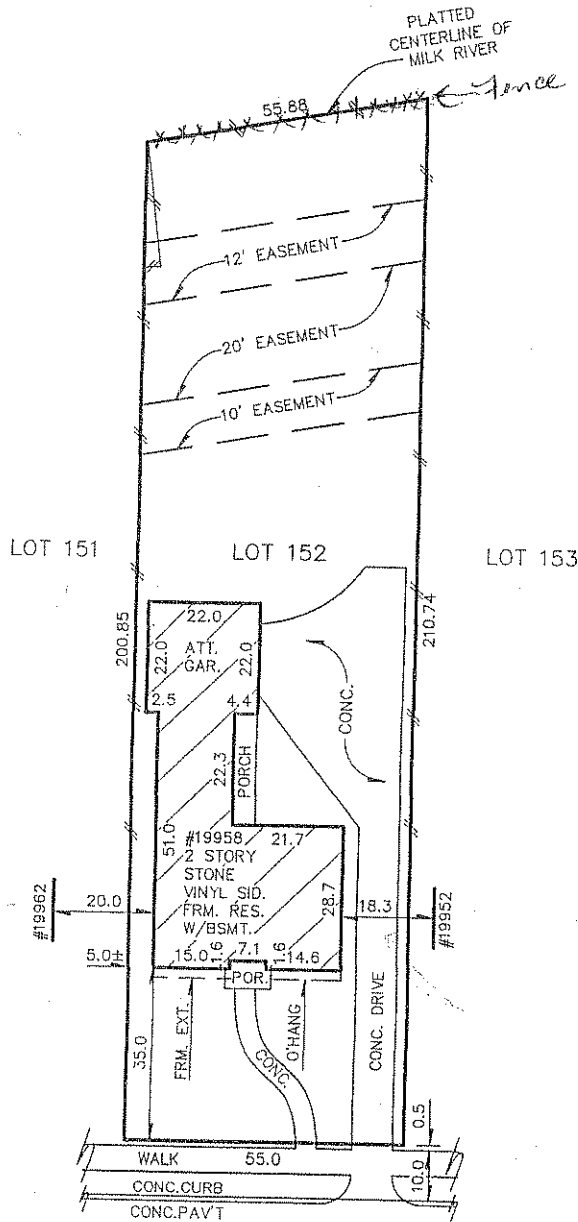 PLATTED
CENTERLINE OF
MILK RIVER
fence
55.88
12' EASEMENT
20' EASEMENT
10' EASEMENT
LOT 151
LOT 152
LOT 153
200.85
210.74
22.0
22.0
ATT.
GAR.
22.0
2.5
4.4
CONC.
22.3
PORCH
51.0
#19958
2 STORY
STONE
VINYL SID.
FRM. RES.
W/BSMT.
21.7
28.7
#19962
20.0
18.3
#19952
5.0±
15.0
1.6
7.1
1.6
14.6
POR.
35.0
FRM. EXT.
O'HANG
CONC.
CONC. DRIVE
0.5
10.0
WALK
55.0
CONC.CURB
CONC.PAV'T